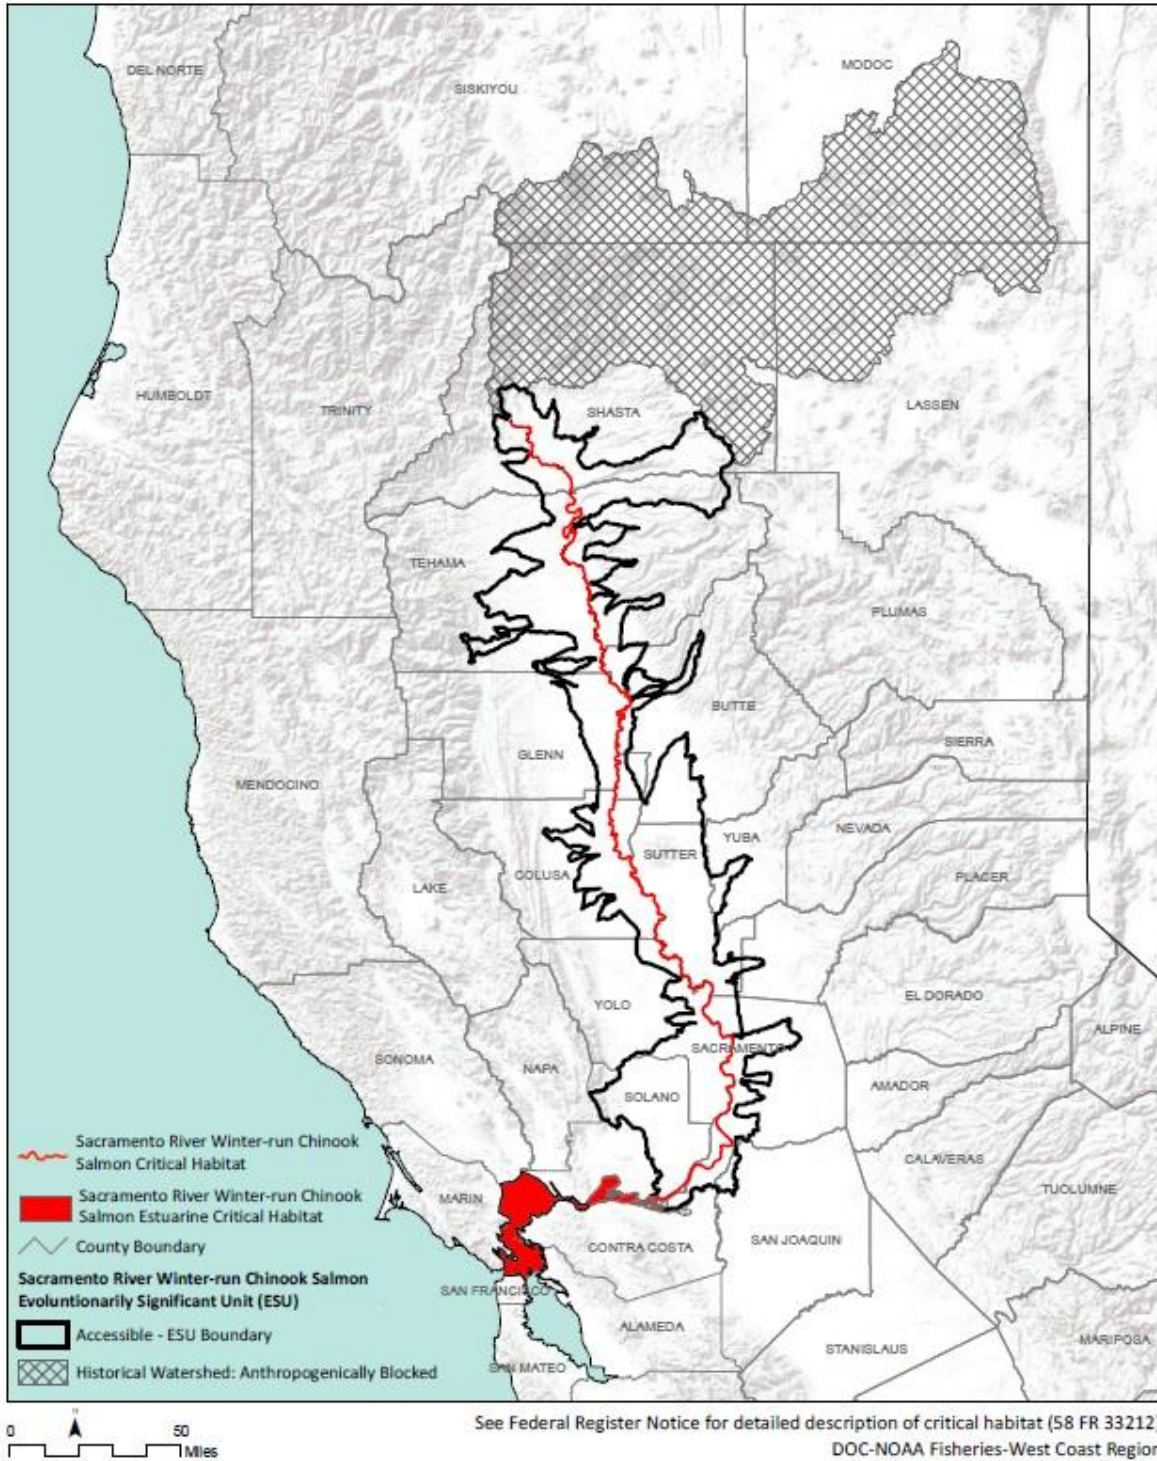 DEL NORTE
SISKIYOU
MODOC
HUMBOLDT
TRINITY
SHASTA
LASSEN
TEHAMA
PLUMAS
BUTTE
GLENN
SIERRA
MENDOCINO
NEVADA
YUBA
SUTTER
COLUSA
LAKE
PLACER
YOLO
EL DORADO
ALPINE
SONOMA
NAPA
SACRAMENTO
SOLANO
AMADOR
CALAVERAS
TUOLUMNE
MARIN
CONTRA COSTA
SAN JOAQUIN
SAN FRANCISCO
ALAMEDA
STANISLAUS
MARIPOSA
SAN MATEO
Sacramento River Winter-run Chinook
Salmon Critical Habitat
Sacramento River Winter-run Chinook
Salmon Estuarine Critical Habitat
County Boundary
Sacramento River Winter-run Chinook Salmon
Evoluntionarily Significant Unit (ESU)
Accessible - ESU Boundary
Historical Watershed: Anthropogenically Blocked
0 N 50
Miles
See Federal Register Notice for detailed description of critical habitat (58 FR 33212)
DOC-NOAA Fisheries-West Coast Region